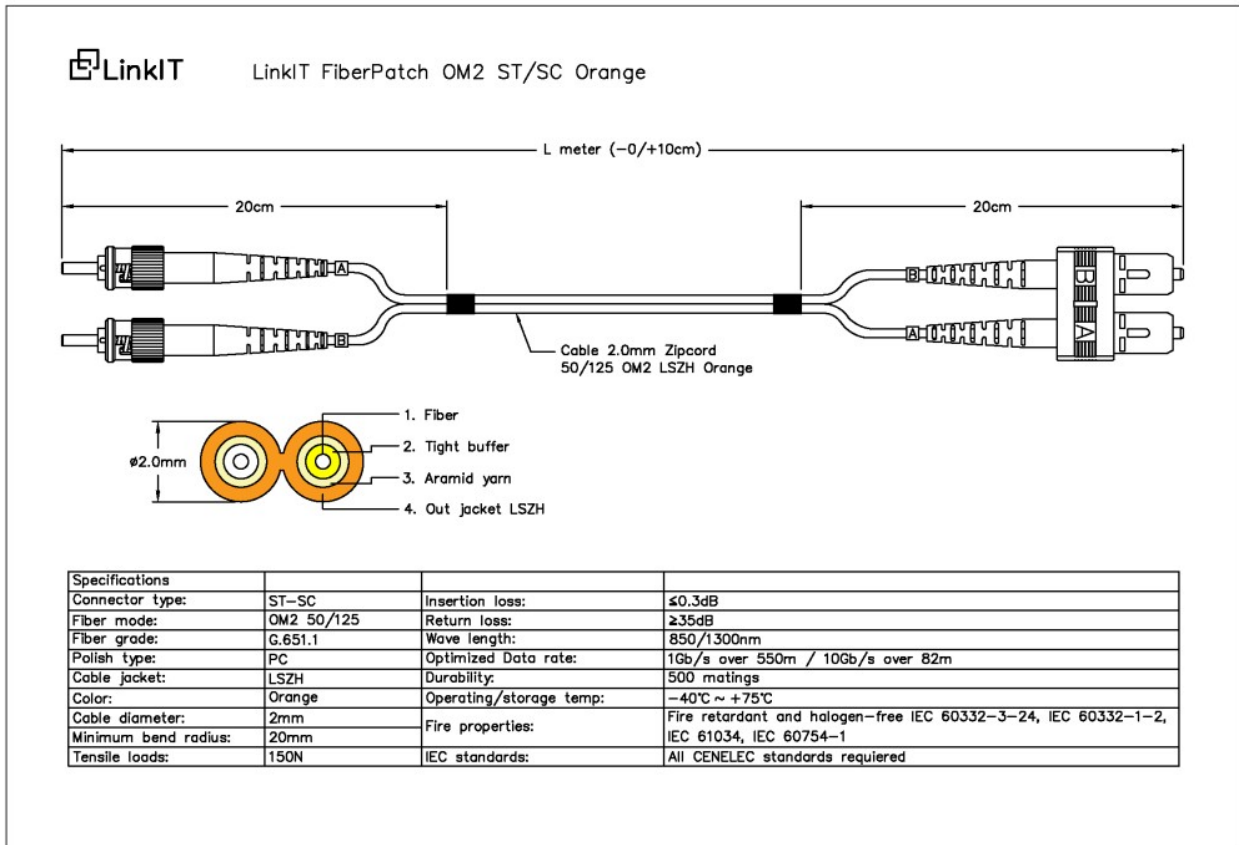 LinkIT
LinkIT FiberPatch OM2 ST/SC Orange
L meter (-0/+10cm)
20cm
20cm
A
B
B
A
B
A
Cable 2.0mm Zipcord
50/125 OM2 LSZH Orange
ø2.0mm
1. Fiber
2. Tight buffer
3. Aramid yarn
4. Out jacket LSZH
Specifications
Connector type: ST-SC Insertion loss: ≤0.3dB
Fiber mode: OM2 50/125 Return loss: ≥35dB
Fiber grade: G.651.1 Wave length: 850/1300nm
Polish type: PC Optimized Data rate: 1Gb/s over 550m / 10Gb/s over 82m
Cable jacket: LSZH Durability: 500 matings
Color: Orange Operating/storage temp: -40℃ ~ +75℃
Cable diameter: 2mm Fire properties: Fire retardant and halogen-free IEC 60332-3-24, IEC 60332-1-2,
Minimum bend radius: 20mm IEC 61034, IEC 60754-1
Tensile loads: 150N IEC standards: All CENELEC standards requiered